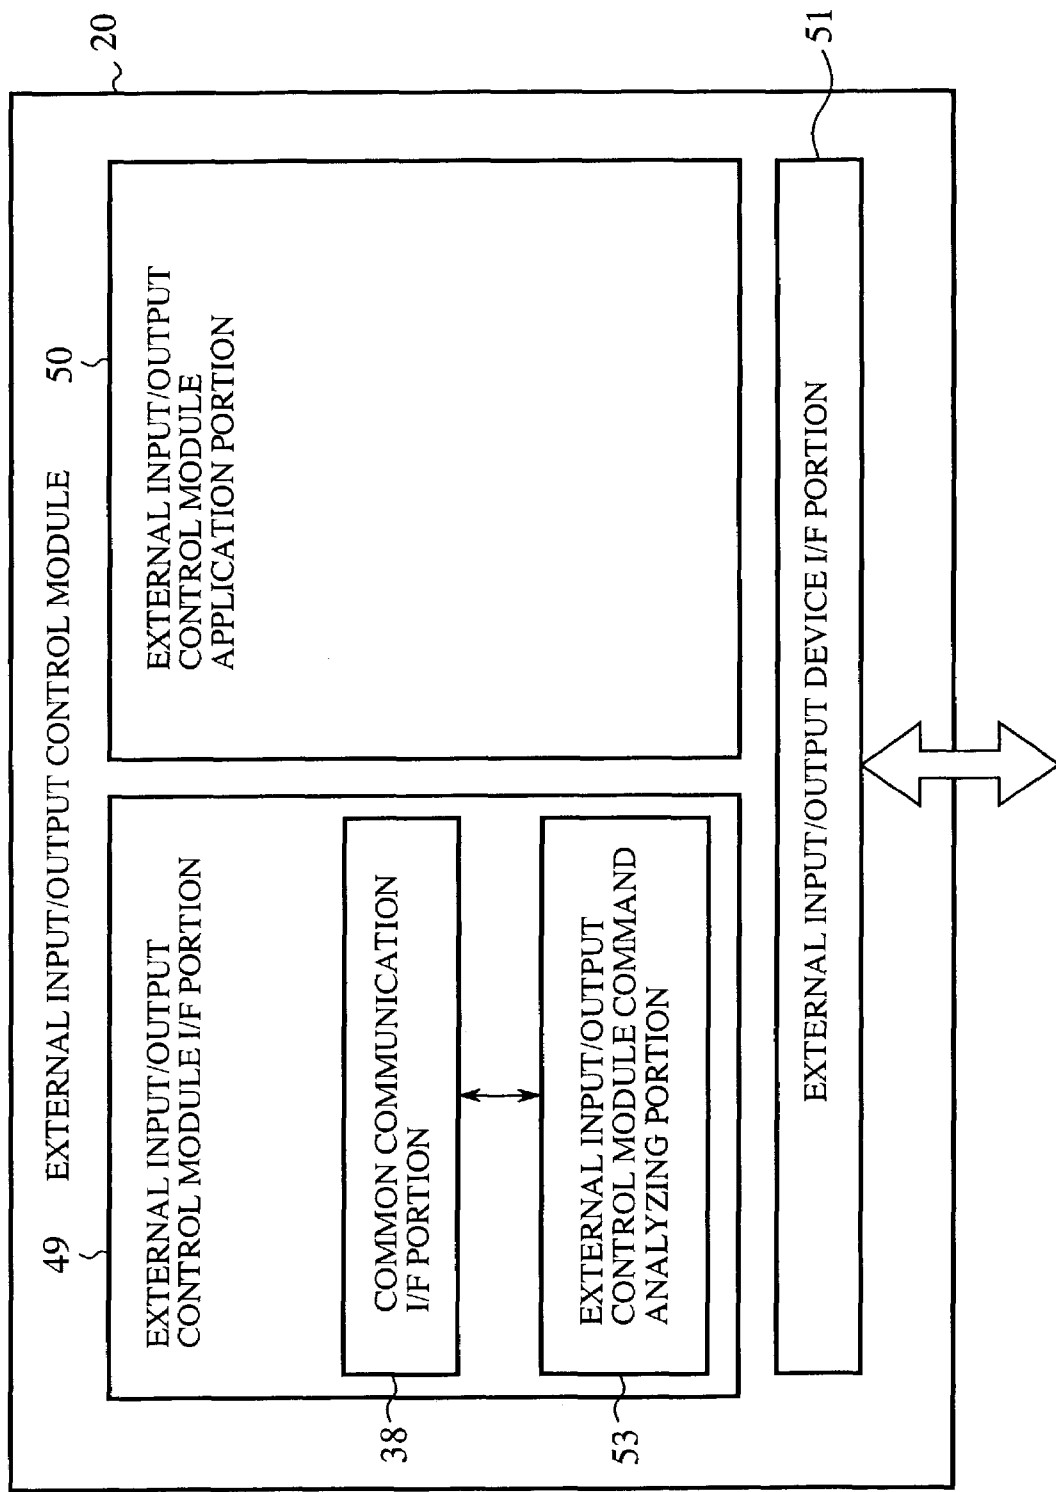 EXTERNAL INPUT/OUTPUT CONTROL MODULE
20
49
EXTERNAL INPUT/OUTPUT
CONTROL MODULE I/F PORTION
38
COMMON COMMUNICATION
I/F PORTION
53
EXTERNAL INPUT/OUTPUT
CONTROL MODULE COMMAND
ANALYZING PORTION
50
EXTERNAL INPUT/OUTPUT
CONTROL MODULE
APPLICATION PORTION
EXTERNAL INPUT/OUTPUT DEVICE I/F PORTION
51